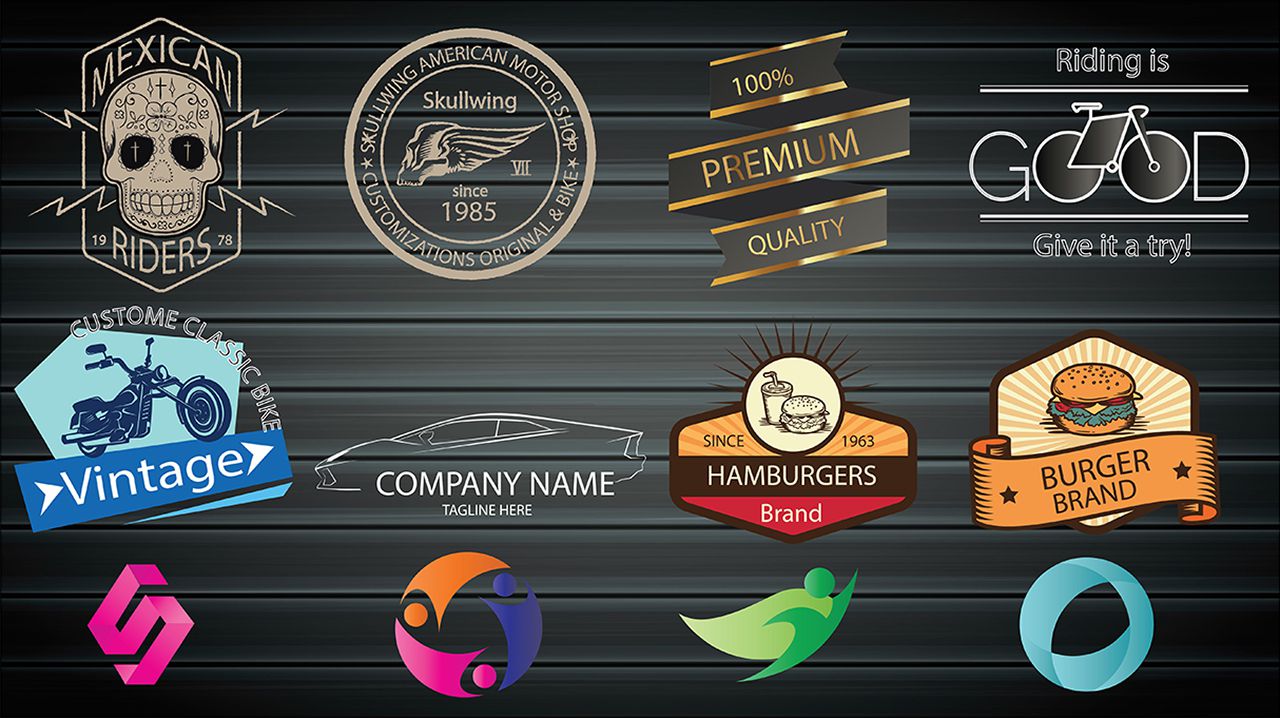 MEXICAN
19 78
RIDERS
SKULLWING AMERICAN MOTOR SHOP
Skullwing
VII
since
1985
★ CUSTOMIZATIONS ORIGINAL & BIKE ★
100%
PREMIUM
QUALITY
Riding is
GOOD
Give it a try!
CUSTOME CLASSIC BIKE
Vintage
COMPANY NAME
TAGLINE HERE
SINCE 1963
HAMBURGERS
Brand
BURGER
BRAND